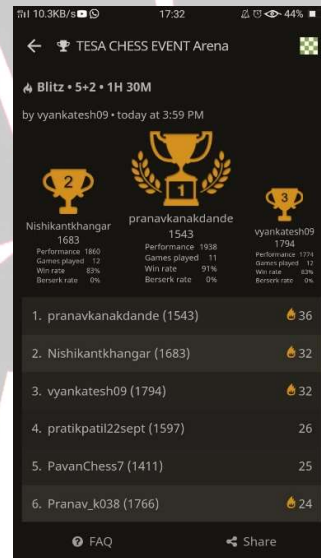 10.3KB/s 17:32 44%
TESA CHESS EVENT Arena
Blitz • 5+2 • 1H 30M
by vyankatesh09 • today at 3:59 PM
2
1
3
Nishikantkhangar
1683
Performance 1860
Games played 12
Win rate 83%
Berserk rate 0%
pranavkanakdande
1543
Performance 1938
Games played 11
Win rate 91%
Berserk rate 0%
vyankatesh09
1794
Performance 1774
Games played 12
Win rate 83%
Berserk rate 0%
1. pranavkanakdande (1543) 36
2. Nishikantkhangar (1683) 32
3. vyankatesh09 (1794) 32
4. pratikpatil22sept (1597) 26
5. PavanChess7 (1411) 25
6. Pranav_k038 (1766) 24
FAQ Share